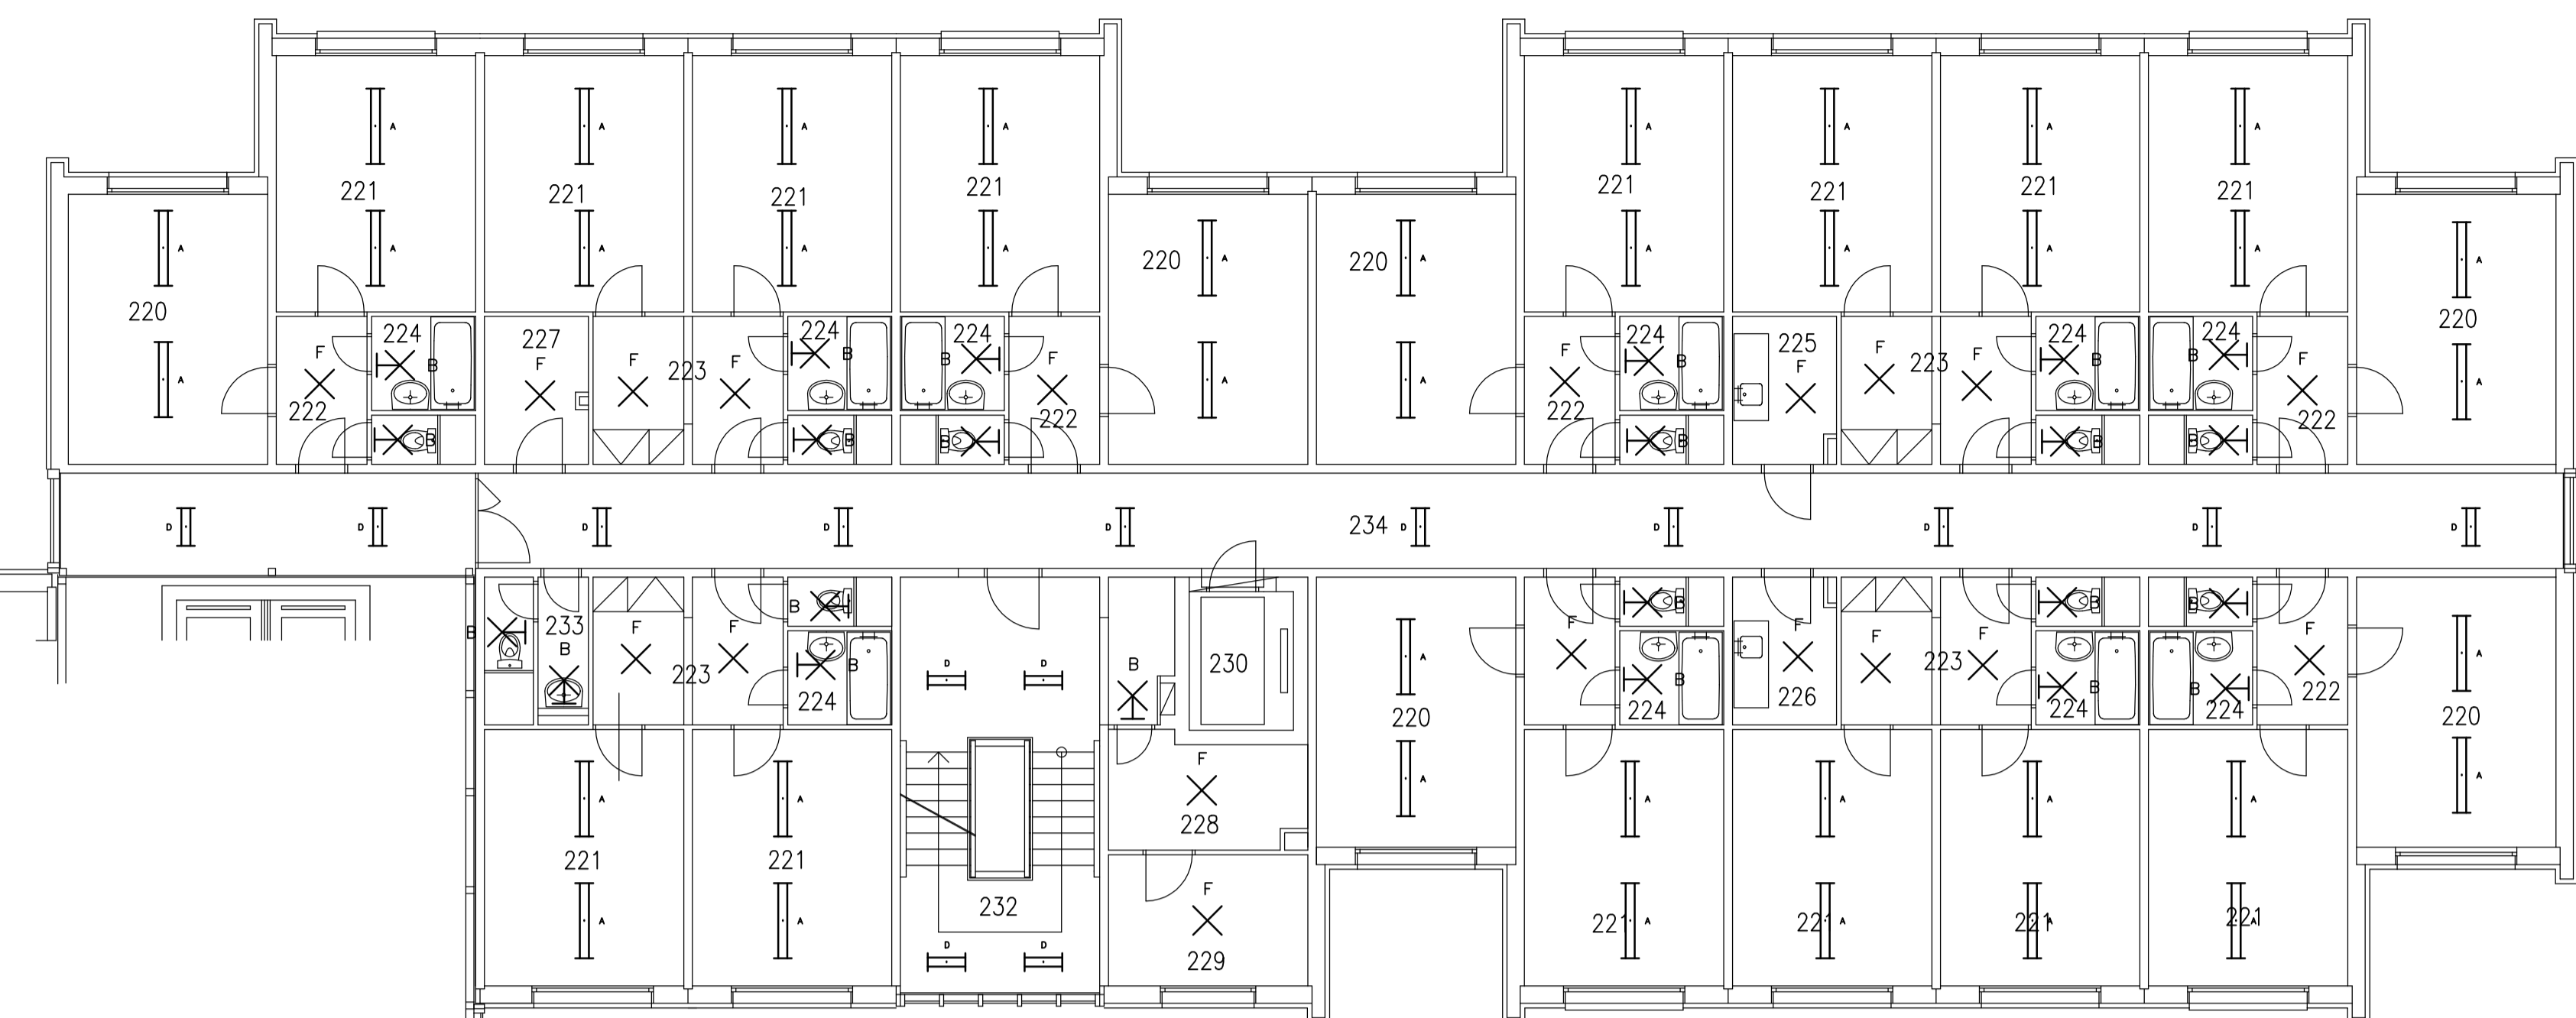 A A A A A A A A
221 221 221 221 221 221 221 221
A A A A A A A A
A 220 A 220 A A
220 220
A A A A
F 222 224 B 227 F F 223 F 224 B 224 F 222
F 222 224 B 225 F F 223 F 224 B 224 B F 222
B B B B B B
D D D D D 234 D D D D D
B 233 B F 223 F B 224 B
D D B 230
A 220 A
F B 224 B F 226 F 223 F B 224 B B 224 B F 222
A 220 A
A 221 A A 221 A
232
D D
F 228
F 229
A 221 A A 221 A A 221 A A 221 A